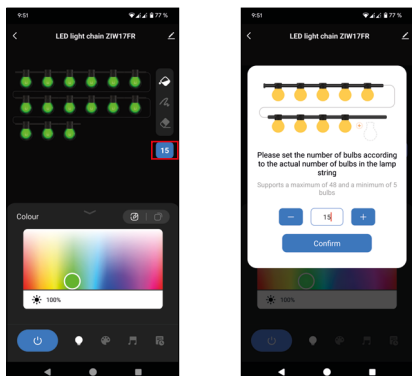 9:51
77 %
LED light chain ZIW17FR
15
Colour
100%
9:51
77 %
LED light chain ZIW17FR
Please set the number of bulbs according
to the actual number of bulbs in the lamp
string
Supports a maximum of 48 and a minimum of 5
bulbs
15
Confirm
100%